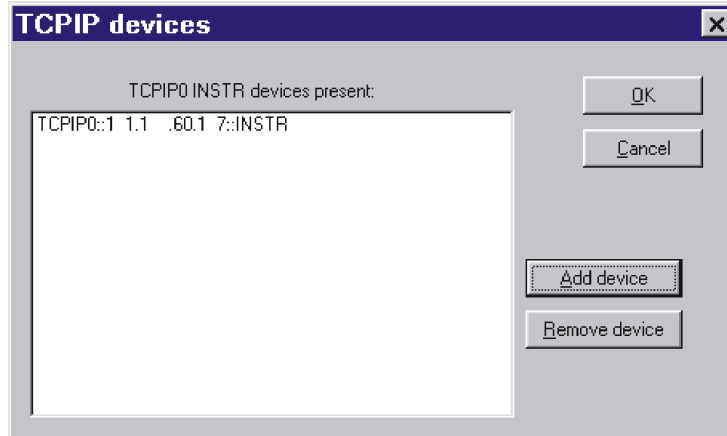 TCPIP devices
TCPIP0 INSTR devices present:
TCPIP0::1 1.1 .60.1 7::INSTR
OK
Cancel
Add device
Remove device